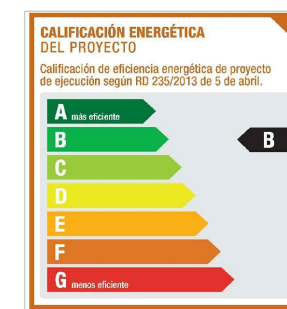 CALIFICACIÓN ENERGÉTICA
DEL PROYECTO
Calificación de eficiencia energética de proyecto
de ejecución según RD 235/2013 de 5 de abril.
A más eficiente
B B
C
D
E
F
G menos eficiente